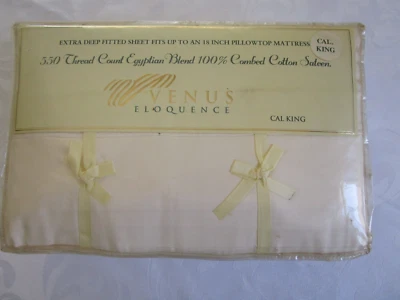 EXTRA DEEP FITTED SHEET FITS UP TO AN 18 INCH PILLOWTOP MATTRESS
CAL.
KING
550 Thread Count Egyptian Blend 100% Combed Cotton Sateen.
VENUS
ELOQUENCE
CAL KING